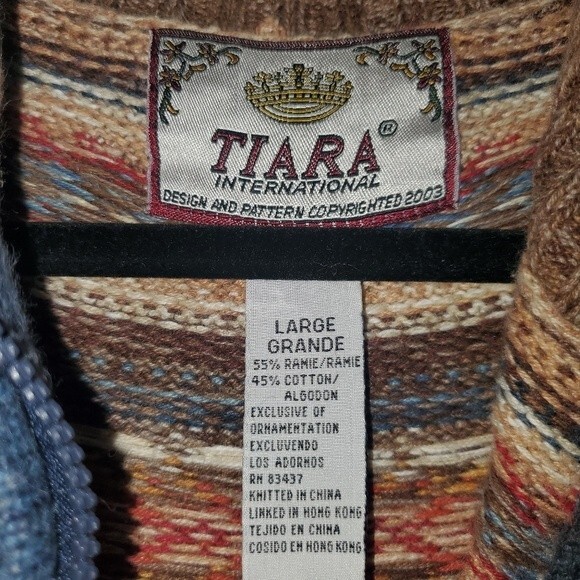 TIARA®
INTERNATIONAL
DESIGN AND PATTERN COPYRIGHTED 2003
LARGE
GRANDE
55% RAMIE/RAMIE
45% COTTON/
ALGODON
EXCLUSIVE OF
ORNAMENTATION
EXCLUVENDO
LOS ADORNOS
RN 83437
KNITTED IN CHINA
LINKED IN HONG KONG
TEJIDO EN CHINA
COSIDO EN HONG KONG